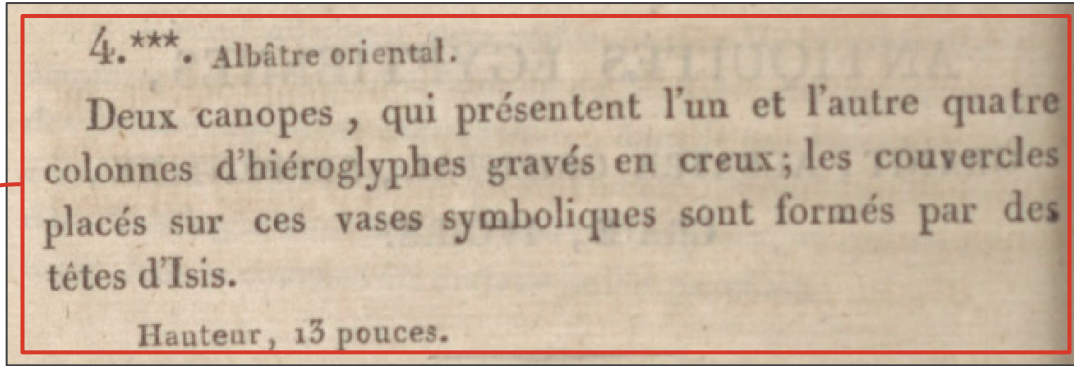 4.***. Albâtre oriental.
Deux canopes, qui présentent l'un et l'autre quatre
colonnes d'hiéroglyphes gravés en creux; les couvercles
placés sur ces vases symboliques sont formés par des
têtes d'Isis.
Hauteur, 13 pouces.